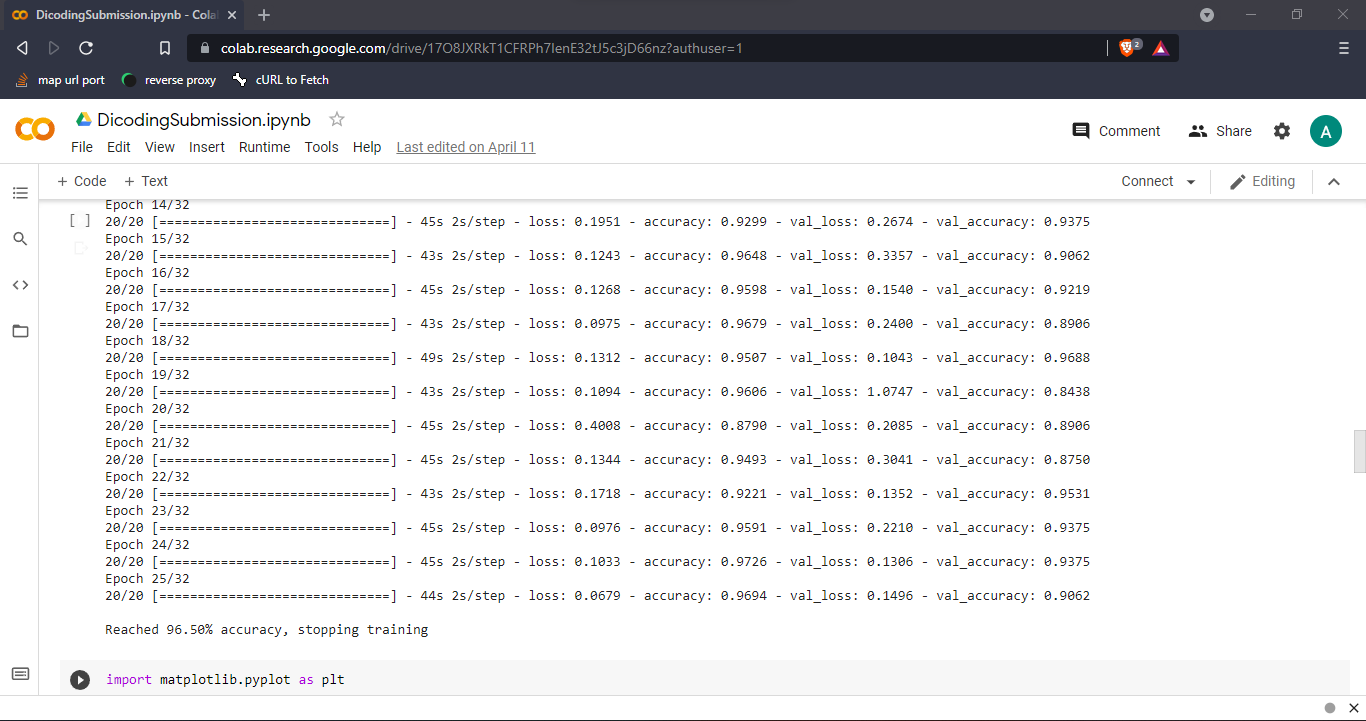 DicodingSubmission.ipynb - Cola
colab.research.google.com/drive/17O8JXRkT1CFRPh7IenE32tJ5c3jD66nz?authuser=1
2
map url port
reverse proxy
cURL to Fetch
DicodingSubmission.ipynb
File Edit View Insert Runtime Tools Help Last edited on April 11
Comment
Share
A
+ Code + Text
Connect
Editing
Epoch 14/32
[ ] 20/20 [==============================] - 45s 2s/step - loss: 0.1951 - accuracy: 0.9299 - val_loss: 0.2674 - val_accuracy: 0.9375
Epoch 15/32
20/20 [==============================] - 43s 2s/step - loss: 0.1243 - accuracy: 0.9648 - val_loss: 0.3357 - val_accuracy: 0.9062
Epoch 16/32
20/20 [==============================] - 45s 2s/step - loss: 0.1268 - accuracy: 0.9598 - val_loss: 0.1540 - val_accuracy: 0.9219
Epoch 17/32
20/20 [==============================] - 43s 2s/step - loss: 0.0975 - accuracy: 0.9679 - val_loss: 0.2400 - val_accuracy: 0.8906
Epoch 18/32
20/20 [==============================] - 49s 2s/step - loss: 0.1312 - accuracy: 0.9507 - val_loss: 0.1043 - val_accuracy: 0.9688
Epoch 19/32
20/20 [==============================] - 43s 2s/step - loss: 0.1094 - accuracy: 0.9606 - val_loss: 1.0747 - val_accuracy: 0.8438
Epoch 20/32
20/20 [==============================] - 45s 2s/step - loss: 0.4008 - accuracy: 0.8790 - val_loss: 0.2085 - val_accuracy: 0.8906
Epoch 21/32
20/20 [==============================] - 45s 2s/step - loss: 0.1344 - accuracy: 0.9493 - val_loss: 0.3041 - val_accuracy: 0.8750
Epoch 22/32
20/20 [==============================] - 43s 2s/step - loss: 0.1718 - accuracy: 0.9221 - val_loss: 0.1352 - val_accuracy: 0.9531
Epoch 23/32
20/20 [==============================] - 45s 2s/step - loss: 0.0976 - accuracy: 0.9591 - val_loss: 0.2210 - val_accuracy: 0.9375
Epoch 24/32
20/20 [==============================] - 45s 2s/step - loss: 0.1033 - accuracy: 0.9726 - val_loss: 0.1306 - val_accuracy: 0.9375
Epoch 25/32
20/20 [==============================] - 44s 2s/step - loss: 0.0679 - accuracy: 0.9694 - val_loss: 0.1496 - val_accuracy: 0.9062
Reached 96.50% accuracy, stopping training
import matplotlib.pyplot as plt